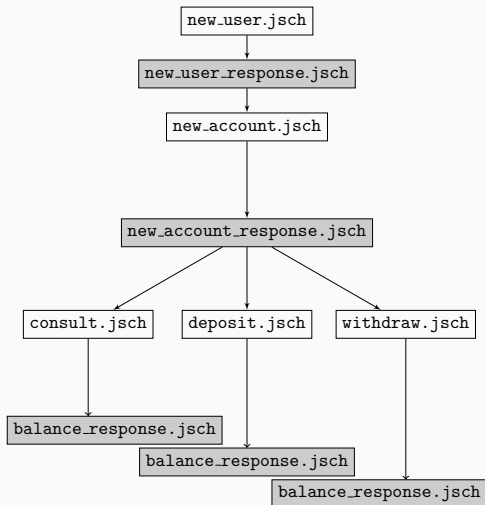 new_user.jsch
new_user_response.jsch
new_account.jsch
new_account_response.jsch
consult.jsch
deposit.jsch
withdraw.jsch
balance_response.jsch
balance_response.jsch
balance_response.jsch